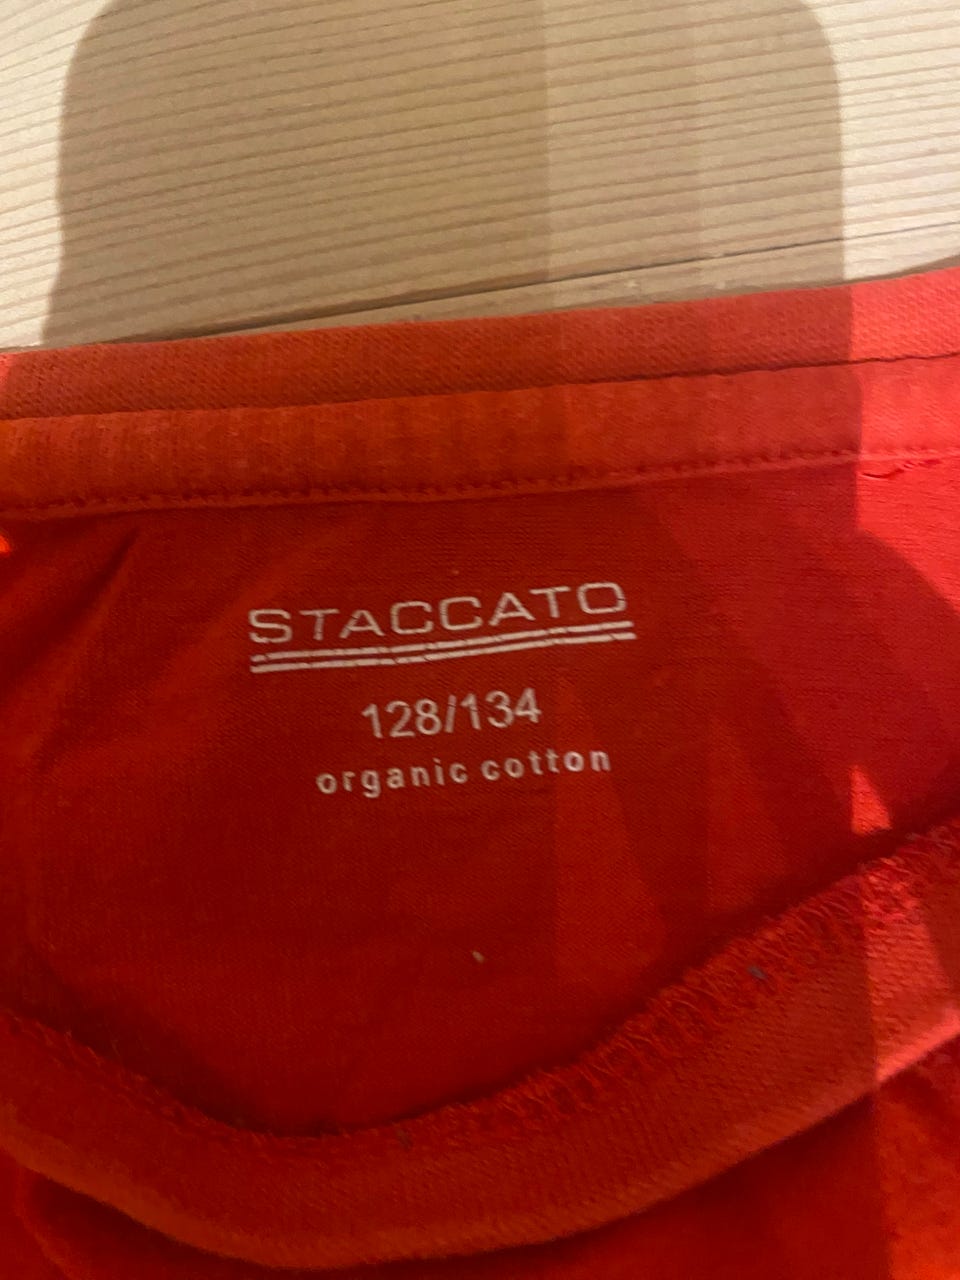 STACCATO
128/134
organic cotton